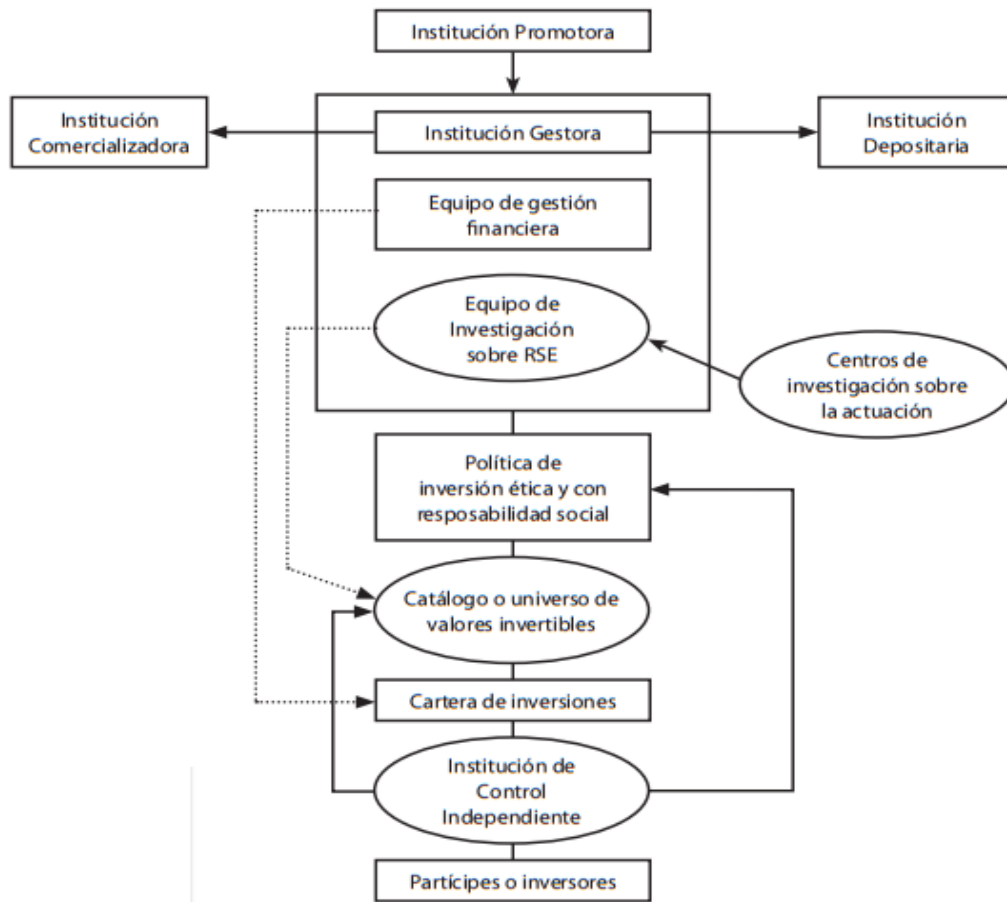 Institución Promotora
Institución
Comercializadora
Institución Gestora
Institución
Depositaria
Equipo de gestión
financiera
Equipo de
Investigación
sobre RSE
Centros de
investigación sobre
la actuación
Política de
inversión ética y con
resposabilidad social
Catálogo o universo de
valores invertibles
Cartera de inversiones
Institución de
Control
Independiente
Partícipes o inversores